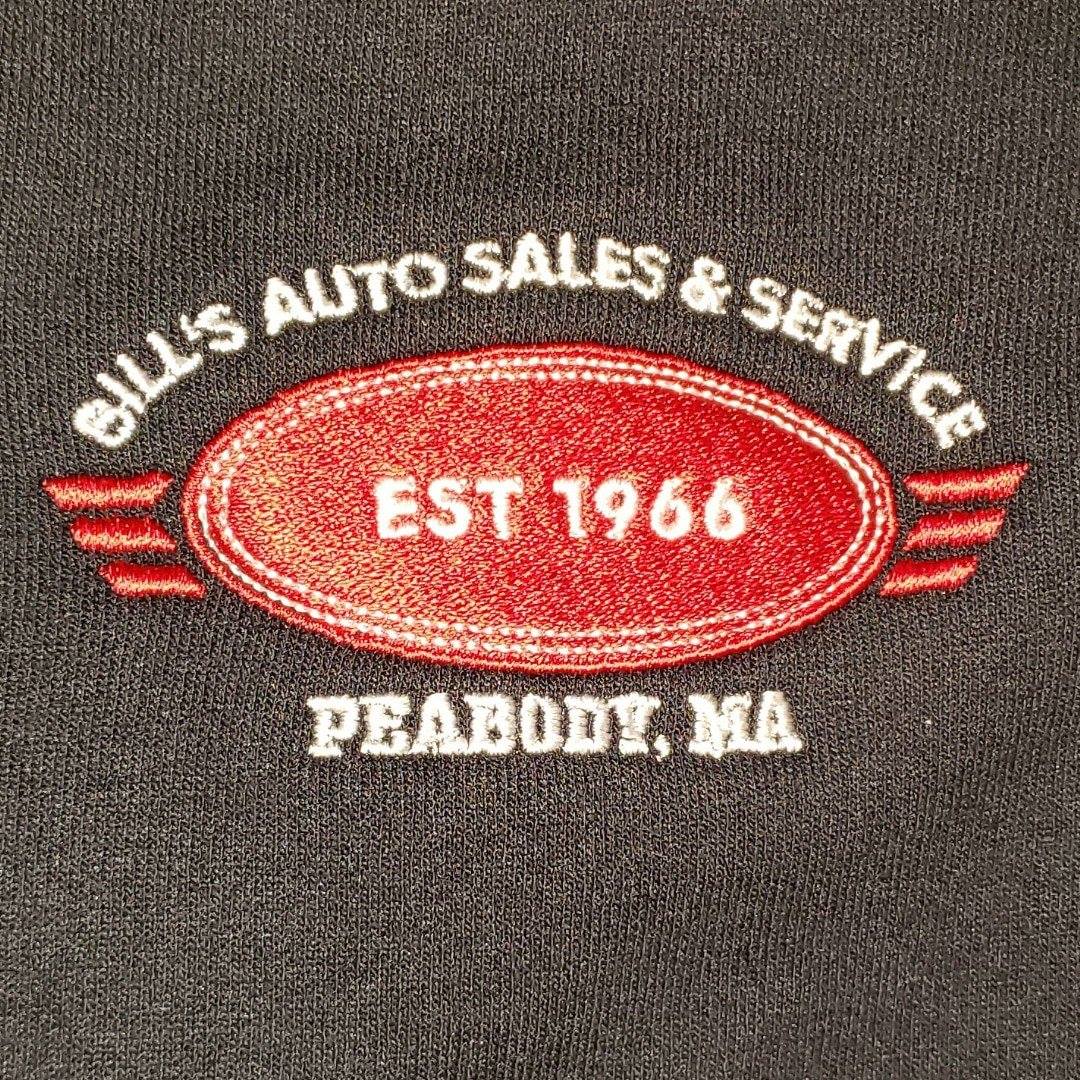 BILL'S AUTO SALES & SERVICE
EST 1966
PEABODY, MA